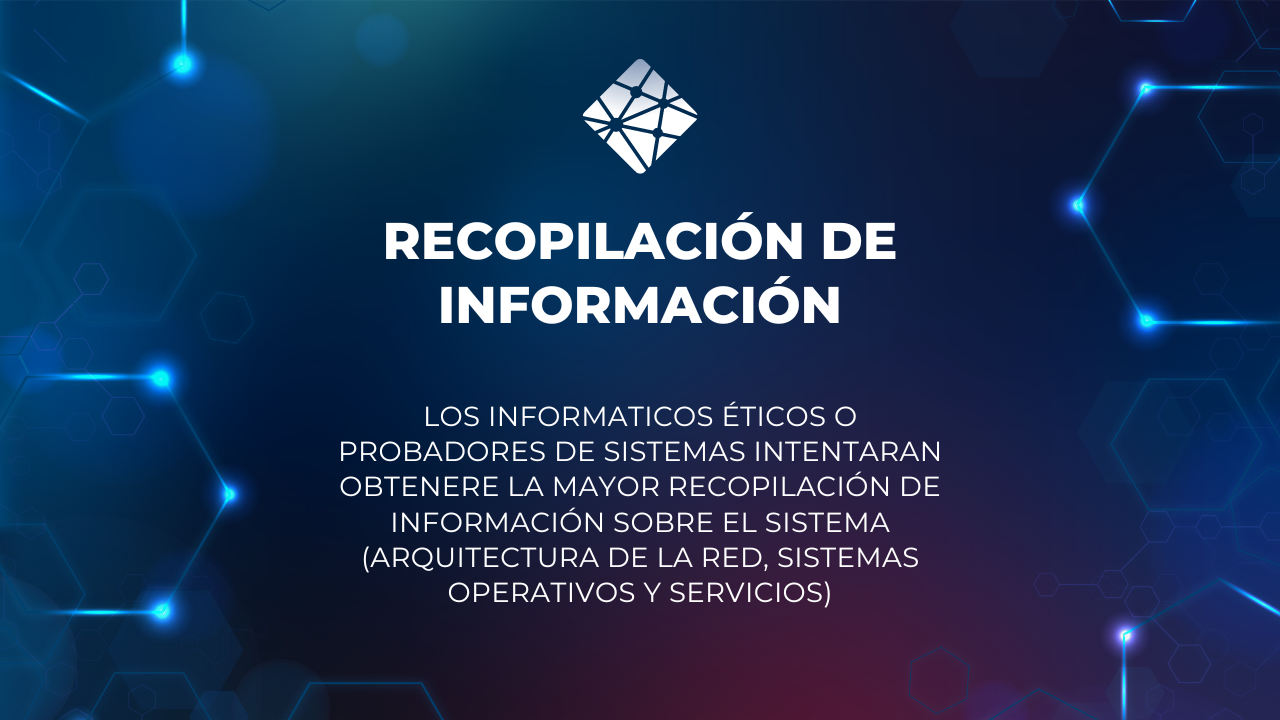 RECOPILACIÓN DE
INFORMACIÓN
LOS INFORMATICOS ÉTICOS O
PROBADORES DE SISTEMAS INTENTARAN
OBTENERE LA MAYOR RECOPILACIÓN DE
INFORMACIÓN SOBRE EL SISTEMA
(ARQUITECTURA DE LA RED, SISTEMAS
OPERATIVOS Y SERVICIOS)